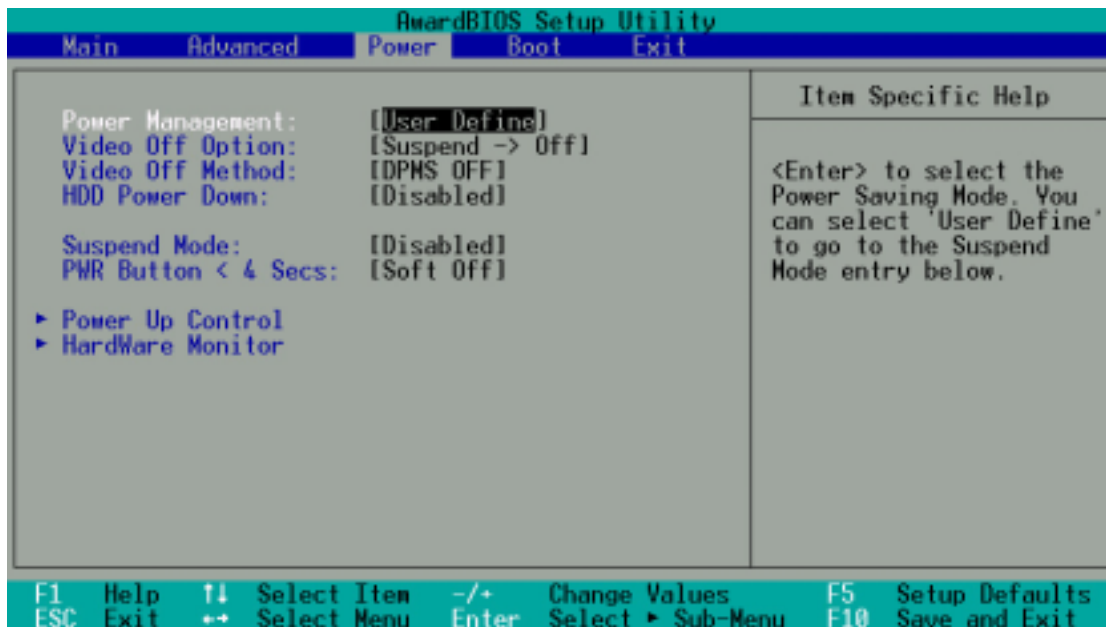 AwardBIOS Setup Utility
Main Advanced Power Boot Exit
Power Management: [User Define]
Video Off Option: [Suspend -> Off]
Video Off Method: [DPMS OFF]
HDD Power Down: [Disabled]
Suspend Mode: [Disabled]
PWR Button < 4 Secs: [Soft Off]
► Power Up Control
► HardWare Monitor
Item Specific Help
<Enter> to select the
Power Saving Mode. You
can select 'User Define'
to go to the Suspend
Mode entry below.
F1 Help ↑↓ Select Item -/+ Change Values F5 Setup Defaults
ESC Exit ←→ Select Menu Enter Select ► Sub-Menu F10 Save and Exit